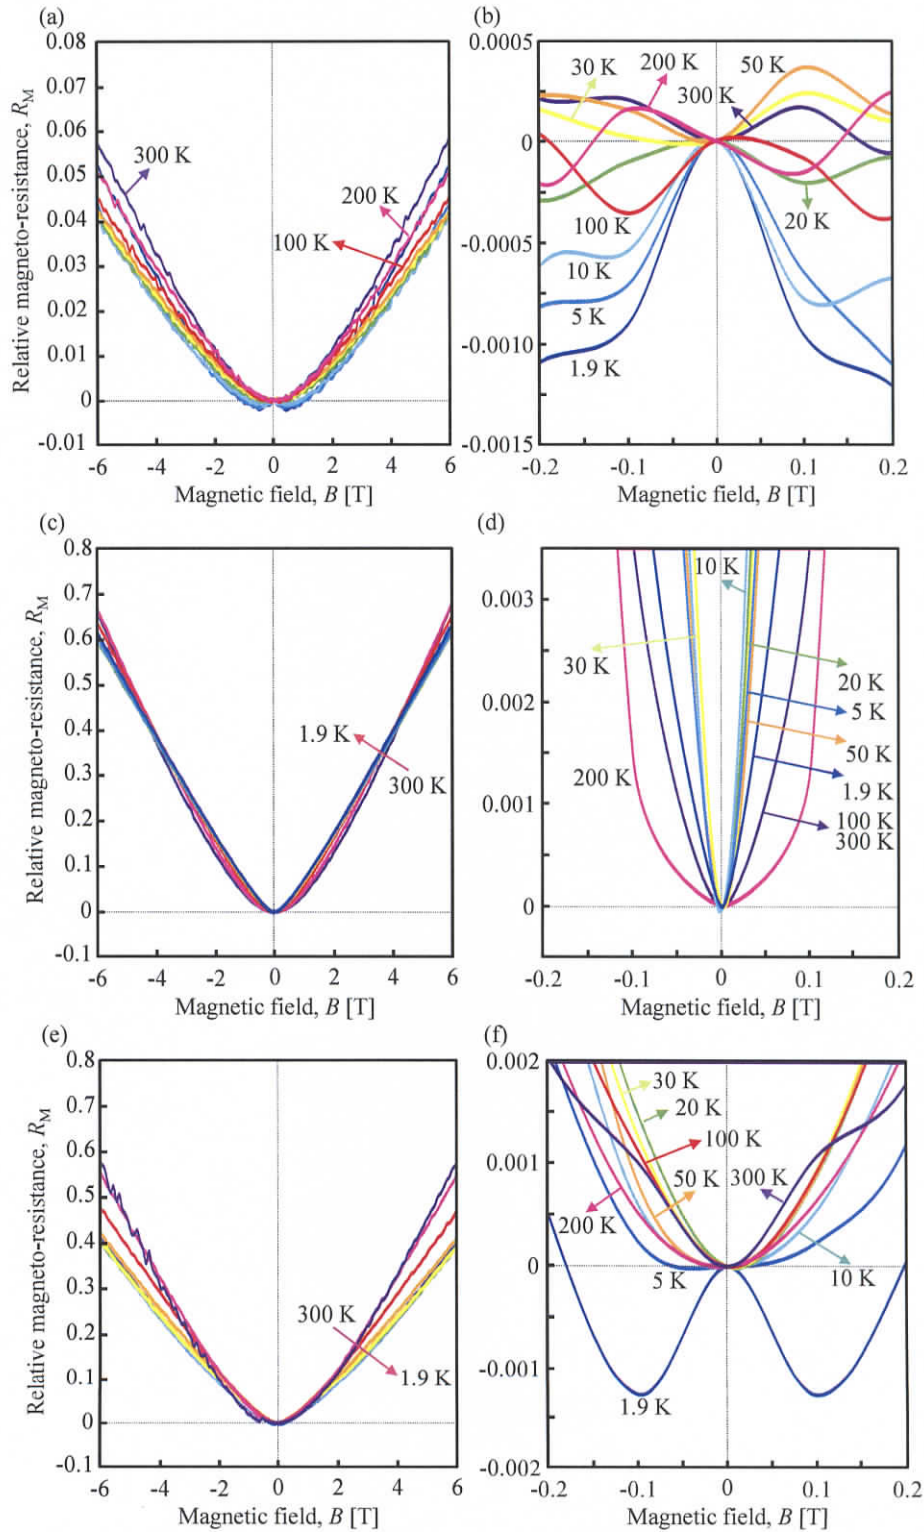 (a)
0.08
0.07
0.06
0.05
0.04
0.03
0.02
0.01
0
-0.01
Relative magneto-resistance, RM
300 K
200 K
100 K
-6 -4 -2 0 2 4 6
Magnetic field, B [T]
(b)
0.0005
0
-0.0005
-0.0010
-0.0015
30 K
200 K
50 K
300 K
20 K
100 K
10 K
5 K
1.9 K
-0.2 -0.1 0 0.1 0.2
Magnetic field, B [T]
(c)
0.8
0.7
0.6
0.5
0.4
0.3
0.2
0.1
0
-0.1
Relative magneto-resistance, RM
1.9 K
300 K
-6 -4 -2 0 2 4 6
Magnetic field, B [T]
(d)
0.003
0.002
0.001
0
10 K
30 K
20 K
5 K
50 K
200 K
1.9 K
100 K
300 K
-0.2 -0.1 0 0.1 0.2
Magnetic field, B [T]
(e)
0.8
0.7
0.6
0.5
0.4
0.3
0.2
0.1
0
-0.1
Relative magneto-resistance, RM
300 K
1.9 K
-6 -4 -2 0 2 4 6
Magnetic field, B [T]
(f)
0.002
0.001
0
-0.001
-0.002
30 K
20 K
100 K
50 K
300 K
200 K
5 K
10 K
1.9 K
-0.2 -0.1 0 0.1 0.2
Magnetic field, B [T]